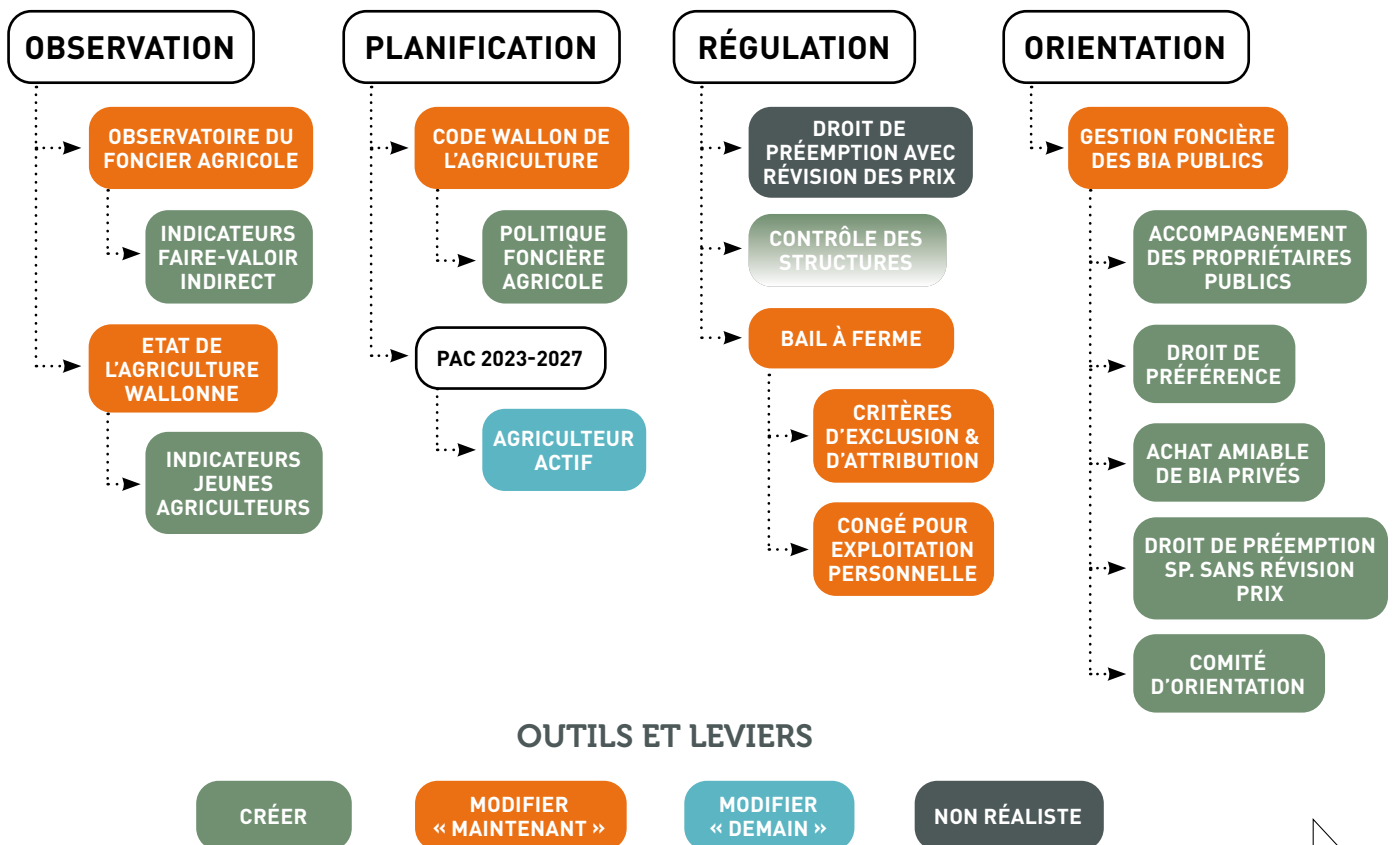 OBSERVATION
OBSERVATOIRE DU
FONCIER AGRICOLE
INDICATEURS
FAIRE-VALOIR
INDIRECT
ETAT DE
L'AGRICULTURE
WALLONNE
INDICATEURS
JEUNES
AGRICULTEURS
PLANIFICATION
CODE WALLON DE
L'AGRICULTURE
POLITIQUE
FONCIÈRE
AGRICOLE
PAC 2023-2027
AGRICULTEUR
ACTIF
RÉGULATION
DROIT DE
PRÉEMPTION AVEC
RÉVISION DES PRIX
CONTRÔLE DES
STRUCTURES
BAIL À FERME
CRITÈRES
D'EXCLUSION &
D'ATTRIBUTION
CONGÉ POUR
EXPLOITATION
PERSONNELLE
ORIENTATION
GESTION FONCIÈRE
DES BIA PUBLICS
ACCOMPAGNEMENT
DES PROPRIÉTAIRES
PUBLICS
DROIT DE
PRÉFÉRENCE
ACHAT AMIABLE
DE BIA PRIVÉS
DROIT DE PRÉEMPTION
SP. SANS RÉVISION
PRIX
COMITÉ
D'ORIENTATION
OUTILS ET LEVIERS
CRÉER
MODIFIER
« MAINTENANT »
MODIFIER
« DEMAIN »
NON RÉALISTE